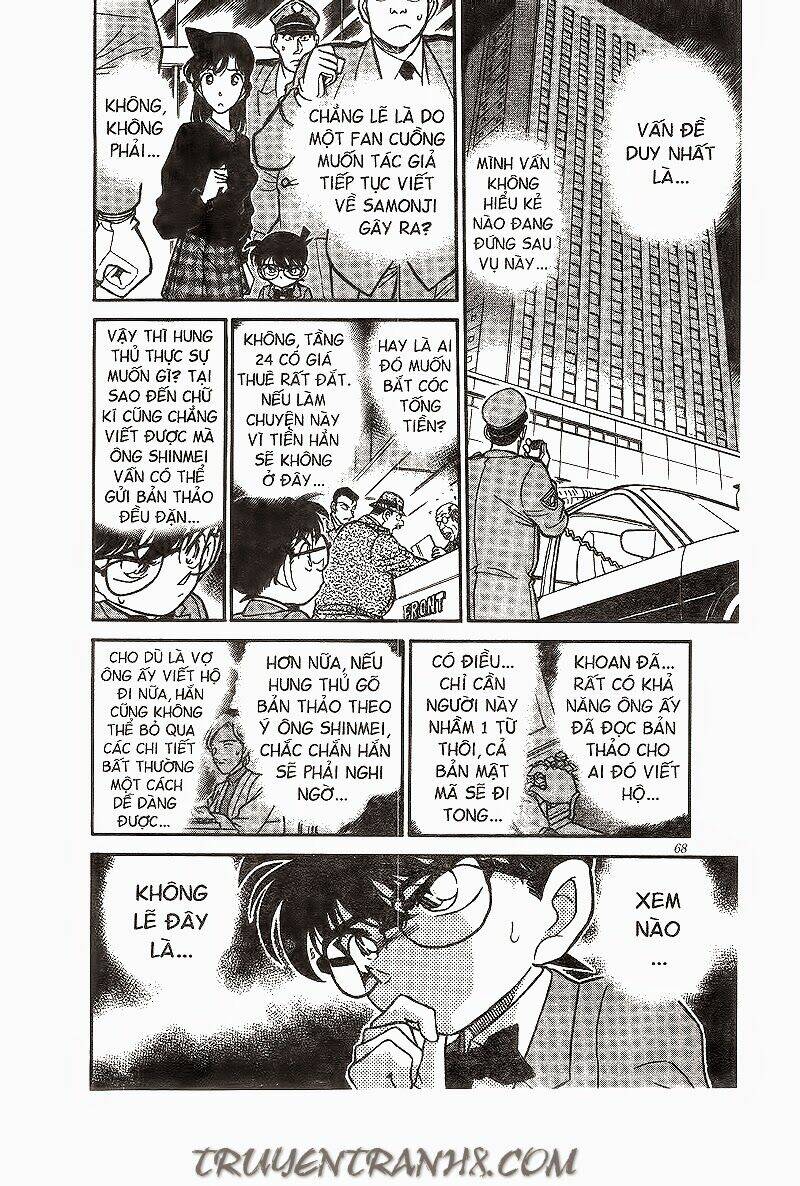 VẤN ĐỀ
DUY NHẤT
LÀ...
MÌNH VẪN
KHÔNG
HIỂU KẺ
NÀO ĐANG
ĐỨNG SAU
VỤ NÀY...
CHẲNG LẼ LÀ DO
MỘT FAN CUỒNG
MUỐN TÁC GIẢ
TIẾP TỤC VIẾT
VỀ SAMONJI
GÂY RA?
KHÔNG,
KHÔNG
PHẢI...
HAY LÀ AI
ĐÓ MUỐN
BẮT CÓC
TỐNG
TIỀN?
KHÔNG, TẦNG
24 CÓ GIÁ
THUÊ RẤT ĐẮT.
NẾU LÀM
CHUYỆN NÀY
VÌ TIỀN HẮN
SẼ KHÔNG
Ở ĐÂY...
FRONT
VẬY THÌ HUNG
THỦ THỰC SỰ
MUỐN GÌ? TẠI
SAO ĐẾN CHỮ
KÍ CŨNG CHẲNG
VIẾT ĐƯỢC MÀ
ÔNG SHINMEI
VẪN CÓ THỂ
GỬI BẢN THẢO
ĐỀU ĐẶN...
KHOAN ĐÃ...
RẤT CÓ KHẢ
NĂNG ÔNG ẤY
ĐÃ ĐỌC BẢN
THẢO CHO
AI ĐÓ VIẾT
HỘ...
CÓ ĐIỀU...
CHỈ CẦN
NGƯỜI NÀY
NHẦM 1 TỪ
THÔI, CẢ
BẢN MẬT
MÃ SẼ ĐI
TONG...
HƠN NỮA, NẾU
HUNG THỦ GÕ
BẢN THẢO THEO
Ý ÔNG SHINMEI,
CHẮC CHẮN HẮN
SẼ PHẢI NGHI
NGỜ...
CHO DÙ LÀ VỢ
ÔNG ẤY VIẾT HỘ
ĐI NỮA, HẮN
CŨNG KHÔNG
THỂ BỎ QUA
CÁC CHI TIẾT
BẤT THƯỜNG
MỘT CÁCH
DỄ DÀNG
ĐƯỢC...
68
XEM
NÀO
...
KHÔNG
LẼ ĐÂY
LÀ...
TRUYENTRANH8.COM